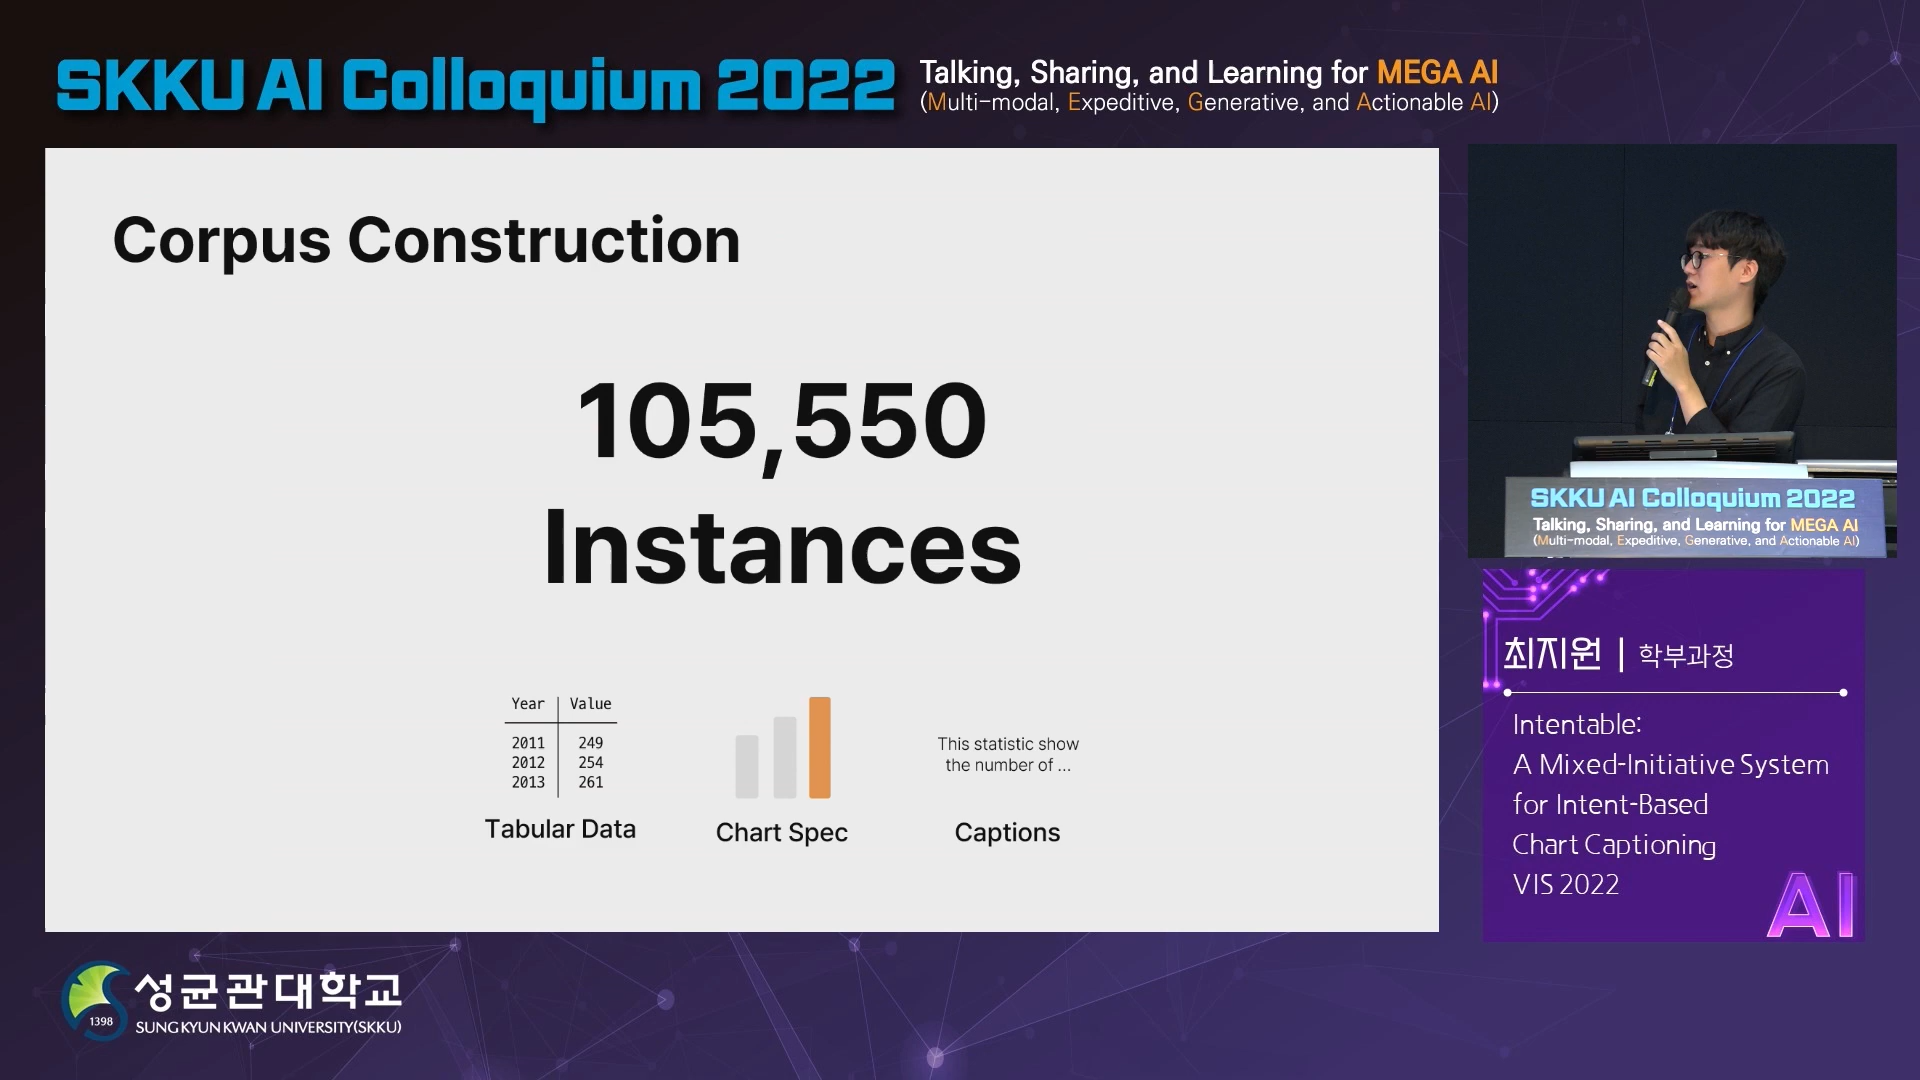 SKKU AI Colloquium 2022
Talking, Sharing, and Learning for MEGA AI
(Multi-modal, Expeditive, Generative, and Actionable AI)
Corpus Construction
105,550
Instances
Year Value
2011 249
2012 254
2013 261
Tabular Data
Chart Spec
This statistic show
the number of ...
Captions
SKKU AI Colloquium 2022
Talking, Sharing, and Learning for MEGA AI
(Multi-modal, Expeditive, Generative, and Actionable AI)
최지원 | 학부과정
Intentable:
A Mixed-Initiative System
for Intent-Based
Chart Captioning
VIS 2022
AI
1398
성균관대학교
SUNG KYUN KWAN UNIVERSITY(SKKU)